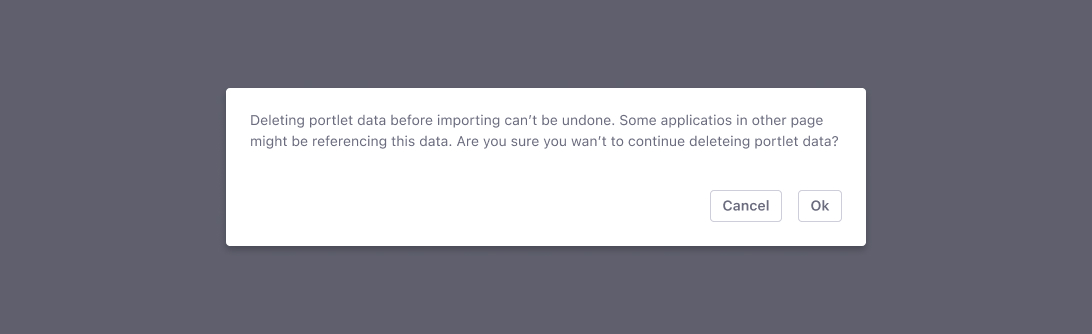 Deleting portlet data before importing can’t be undone. Some applicatios in other page
might be referencing this data. Are you sure you wan’t to continue deleteing portlet data?
Cancel
Ok